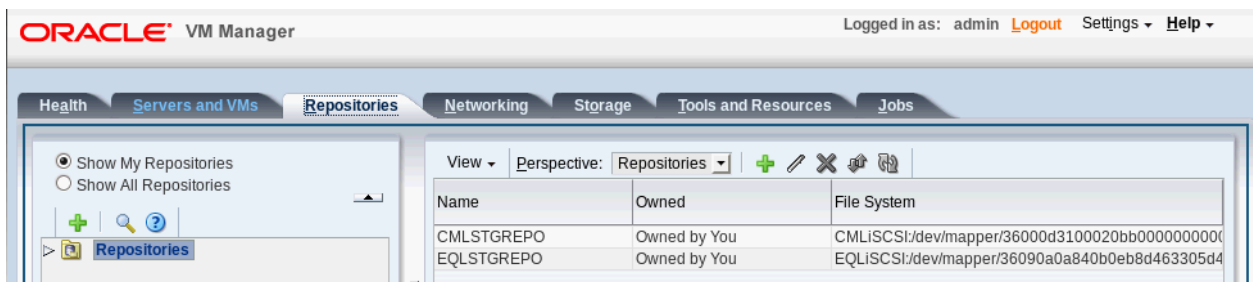 ORACLE VM Manager
Logged in as: admin Logout Settings Help
Health Servers and VMs Repositories Networking Storage Tools and Resources Jobs
Show My Repositories
Show All Repositories
Repositories
View Perspective: Repositories
Name Owned File System
CMLSTGREPO Owned by You CMLiSCSI:/dev/mapper/36000d3100020bb0000000000
EQLSTGREPO Owned by You EQLiSCSI:/dev/mapper/36090a0a840b0eb8d463305d4